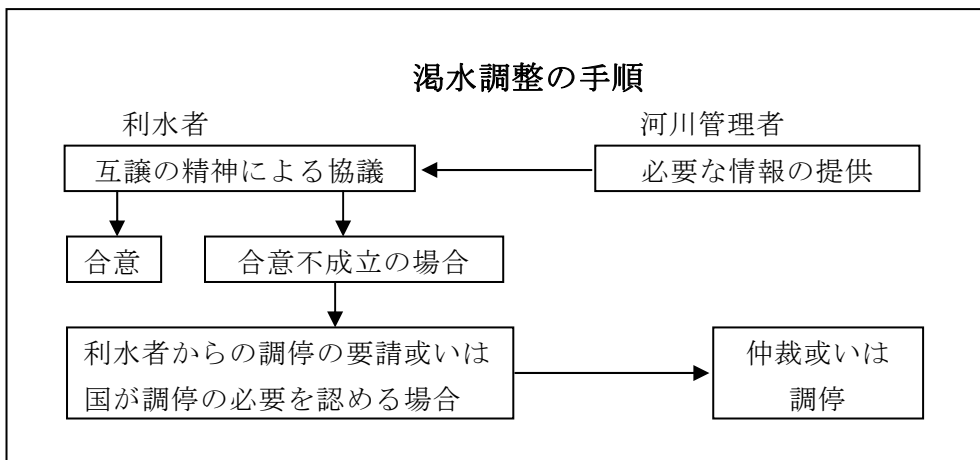 渇水調整の手順
利水者
河川管理者
互譲の精神による協議
必要な情報の提供
合意
合意不成立の場合
利水者からの調停の要請或いは
国が調停の必要を認める場合
仲裁或いは
調停